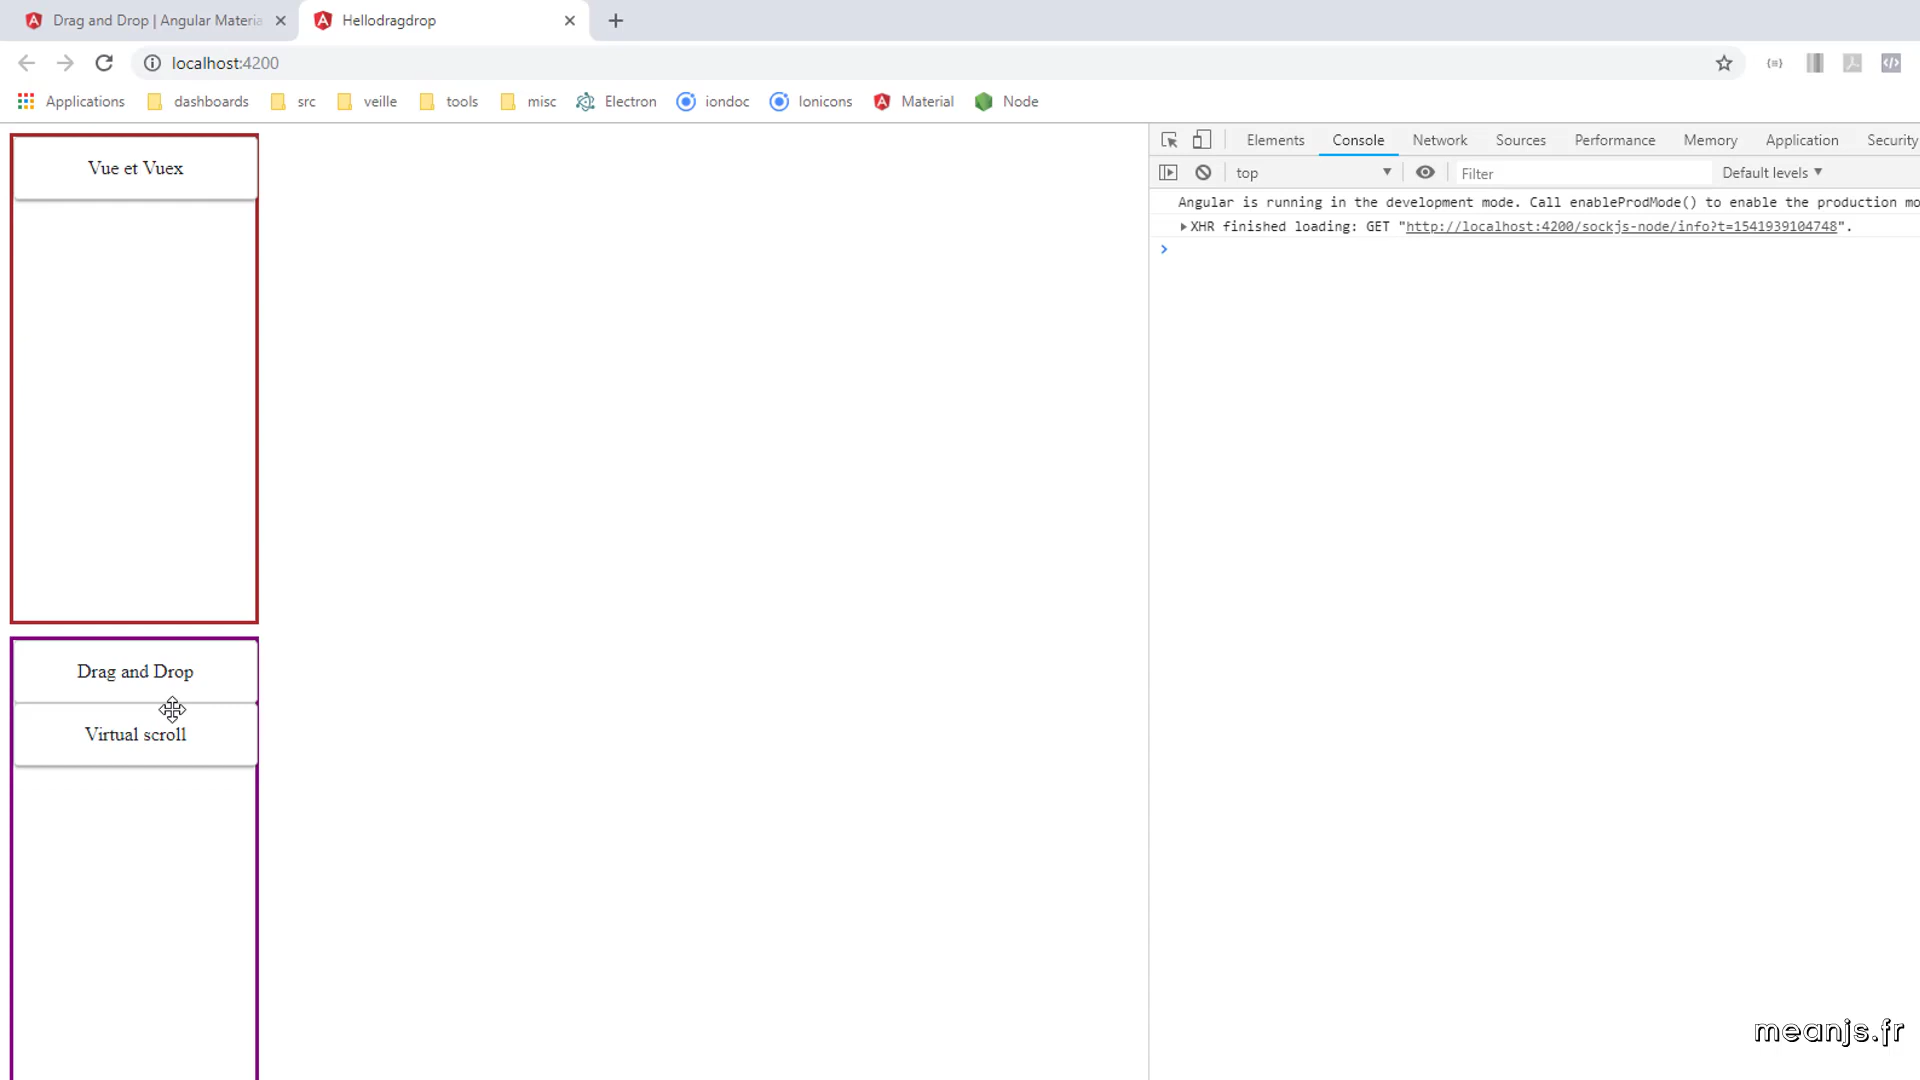 Drag and Drop | Angular Materia
Hellodragdrop
localhost:4200
Applications dashboards src veille tools misc Electron iondoc Ionicons Material Node
Vue et Vuex
Drag and Drop
Virtual scroll
Elements Console Network Sources Performance Memory Application Security
top Filter Default levels
Angular is running in the development mode. Call enableProdMode() to enable the production mo
XHR finished loading: GET "http://localhost:4200/sockjs-node/info?t=1541939104748".
meanjs.fr